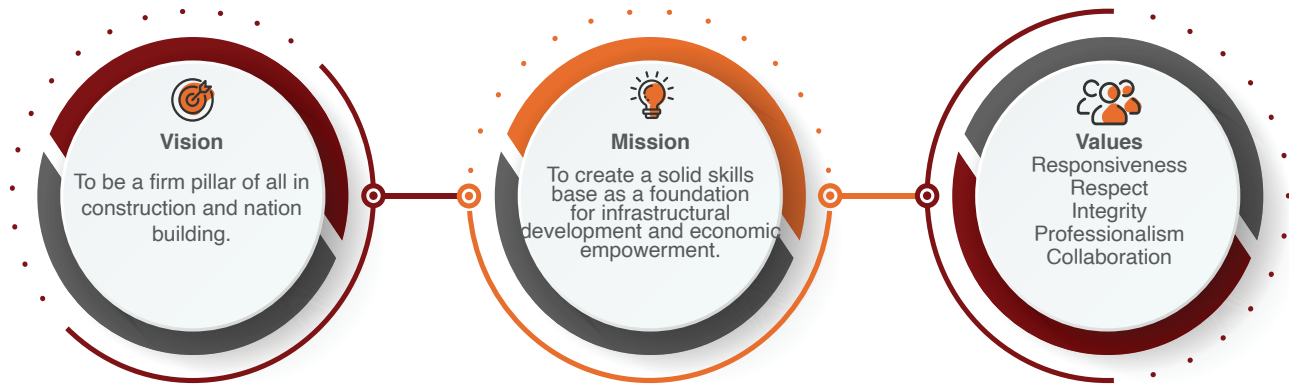 Vision
To be a firm pillar of all in
construction and nation
building.
Mission
To create a solid skills
base as a foundation
for infrastructural
development and economic
empowerment.
Values
Responsiveness
Respect
Integrity
Professionalism
Collaboration